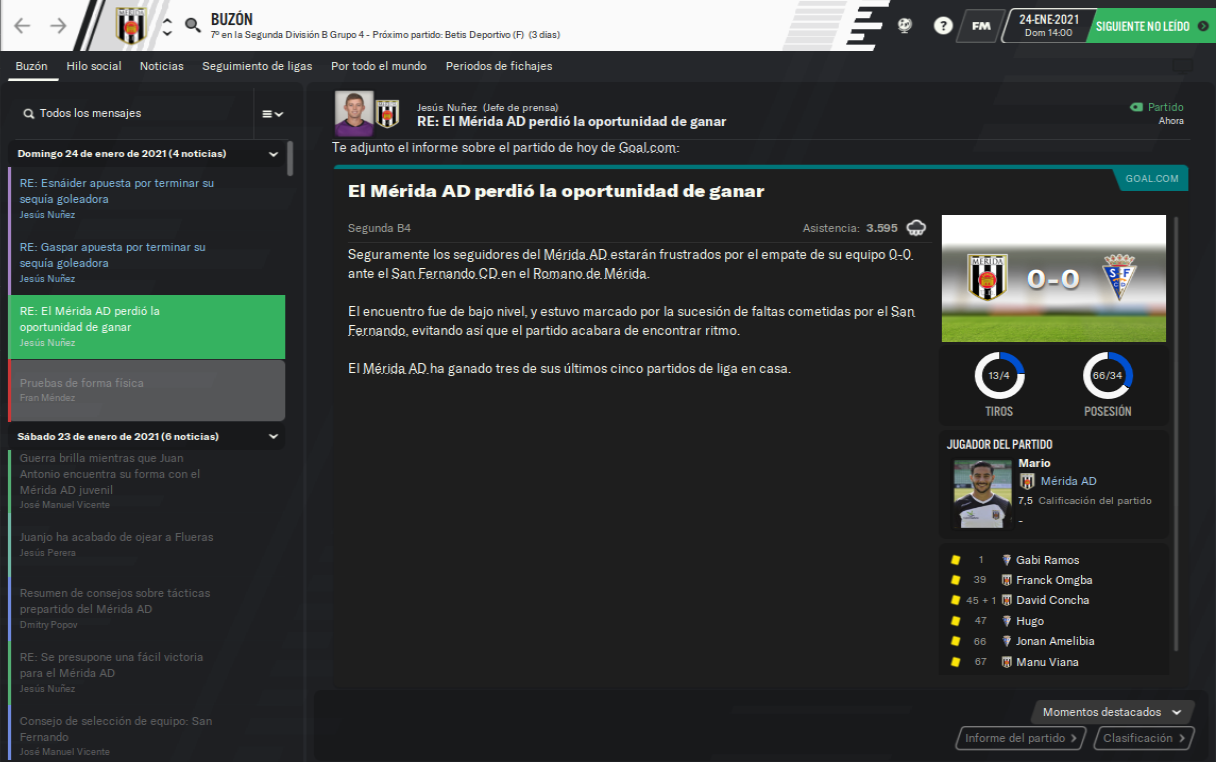 BUZÓN
7º en la Segunda División B Grupo 4 - Próximo partido: Betis Deportivo (F) (3 días)
?
FM
24-ENE-2021
Dom 14:00
SIGUIENTE NO LEÍDO
Buzón
Hilo social
Noticias
Seguimiento de ligas
Por todo el mundo
Periodos de fichajes
Todos los mensajes
Domingo 24 de enero de 2021 (4 noticias)
RE: Esnáider apuesta por terminar su
sequía goleadora
Jesús Nuñez
RE: Gaspar apuesta por terminar su
sequía goleadora
Jesús Nuñez
RE: El Mérida AD perdió la
oportunidad de ganar
Jesús Nuñez
Pruebas de forma física
Fran Méndez
Sábado 23 de enero de 2021 (6 noticias)
Guerra brilla mientras que Juan
Antonio encuentra su forma con el
Mérida AD juvenil
José Manuel Vicente
Juanjo ha acabado de ojear a Flueras
Jesús Perera
Resumen de consejos sobre tácticas
prepartido del Mérida AD
Dmitry Popov
RE: Se presupone una fácil victoria
para el Mérida AD
Jesús Nuñez
Consejo de selección de equipo: San
Fernando
José Manuel Vicente
Jesús Nuñez (Jefe de prensa)
RE: El Mérida AD perdió la oportunidad de ganar
Partido
Ahora
Te adjunto el informe sobre el partido de hoy de Goal.com:
GOAL.COM
El Mérida AD perdió la oportunidad de ganar
Segunda B4
Asistencia: 3.595
Seguramente los seguidores del Mérida AD estarán frustrados por el empate de su equipo 0-0
ante el San Fernando CD en el Romano de Mérida.
El encuentro fue de bajo nivel, y estuvo marcado por la sucesión de faltas cometidas por el San
Fernando, evitando así que el partido acabara de encontrar ritmo.
El Mérida AD ha ganado tres de sus últimos cinco partidos de liga en casa.
MERIDA
0-0
S F
13/4
66/34
TIROS
POSESIÓN
JUGADOR DEL PARTIDO
Mario
Mérida AD
7,5 Calificación del partido
-
1 Gabi Ramos
39 Franck Omgba
45 + 1 David Concha
47 Hugo
66 Jonan Amelibia
67 Manu Viana
Momentos destacados
Informe del partido
Clasificación